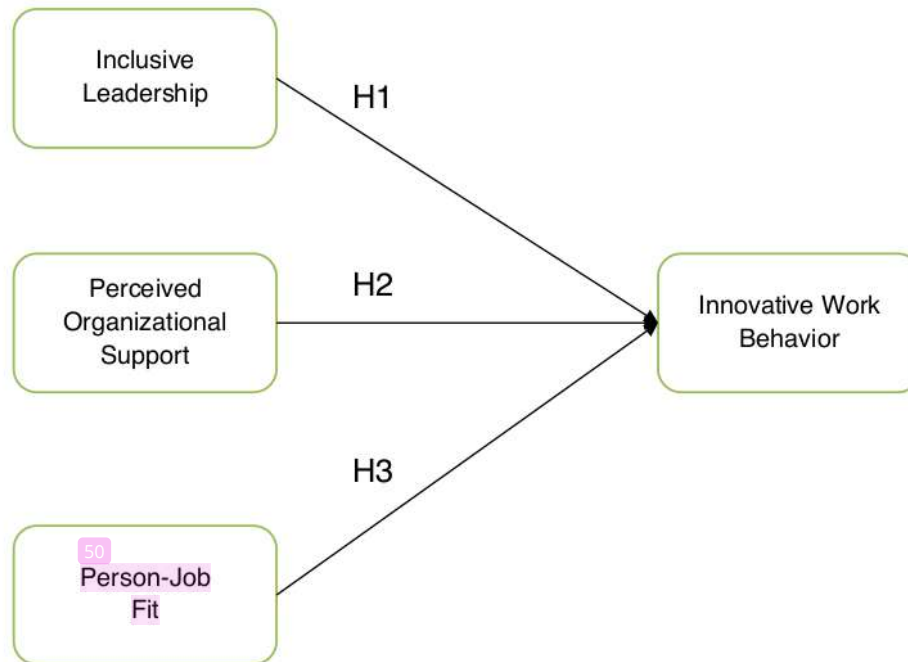 Inclusive
Leadership
H1
Perceived
Organizational
Support
H2
Innovative Work
Behavior
H3
50
Person-Job
Fit